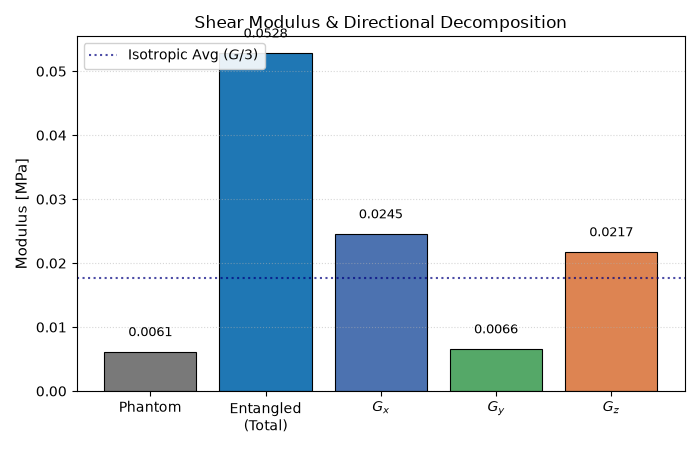 Shear Modulus & Directional Decomposition
0.0528
Isotropic Avg (G/3)
Modulus [MPa]
0.05
0.04
0.03
0.02
0.01
0.00
0.0061
0.0245
0.0066
0.0217
Phantom
Entangled
(Total)
Gₓ
G_y
G_z